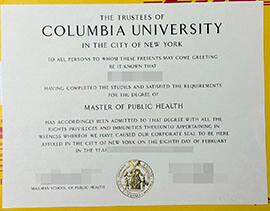 THE TRUSTEES OF
COLUMBIA UNIVERSITY
IN THE CITY OF NEW YORK
TO ALL PERSONS TO WHOM THESE PRESENTS MAY COME GREETING
BE IT KNOWN THAT
HAVING COMPLETED THE STUDIES AND SATISFIED THE REQUIREMENTS
FOR THE DEGREE OF
MASTER OF PUBLIC HEALTH
HAS ACCORDINGLY BEEN ADMITTED TO THAT DEGREE WITH ALL THE
RIGHTS PRIVILEGES AND IMMUNITIES THEREUNTO APPERTAINING IN
WITNESS WHEREOF WE HAVE CAUSED OUR CORPORATE SEAL TO BE HERE
AFFIXED IN THE CITY OF NEW YORK ON THE EIGHTH DAY OF FEBRUARY
IN THE YEAR
MAILMAN SCHOOL OF PUBLIC HEALTH